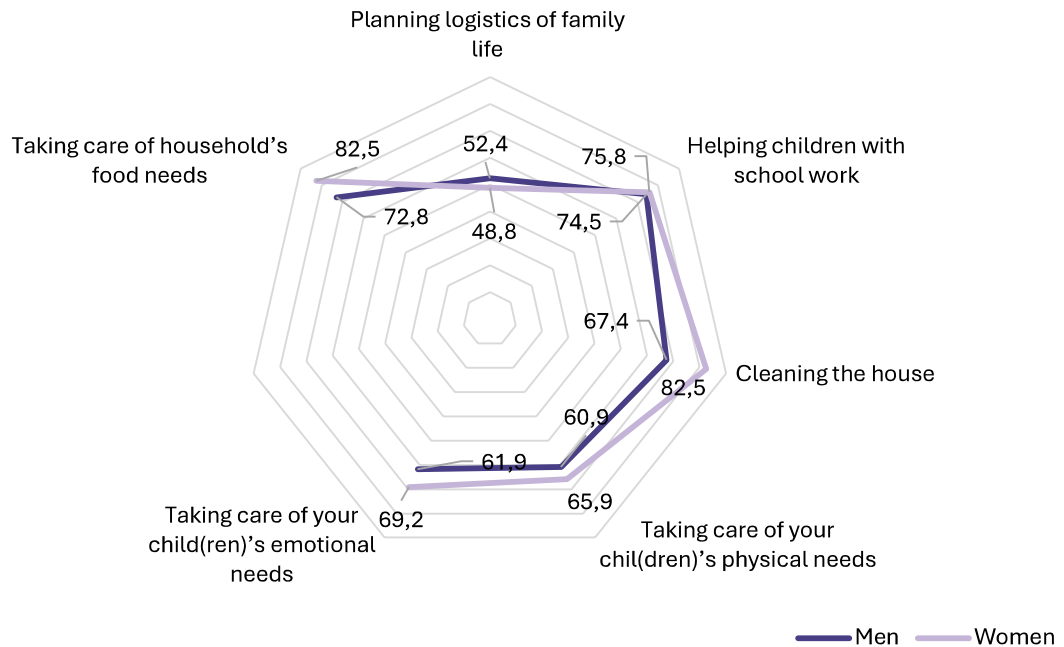 Planning logistics of family
life
Taking care of household’s
food needs
82,5
52,4
75,8
Helping children with
school work
72,8
48,8
74,5
67,4
Cleaning the house
82,5
60,9
61,9
65,9
69,2
Taking care of your
child(ren)’s emotional
needs
Taking care of your
chil(dren)’s physical needs
Men
Women